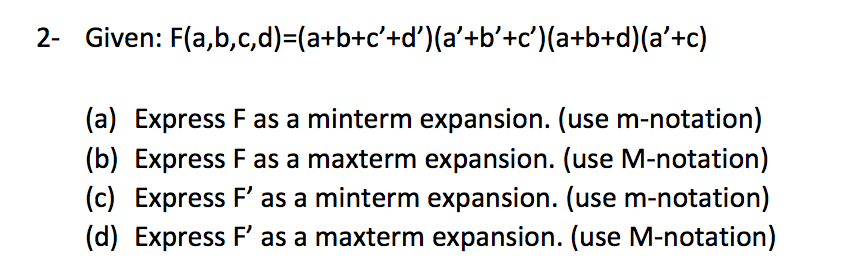 2- Given: F(a,b,c,d)=(a+b+c’+d’)(a’+b’+c’)(a+b+d)(a’+c)
(a) Express F as a minterm expansion. (use m-notation)
(b) Express F as a maxterm expansion. (use M-notation)
(c) Express F’ as a minterm expansion. (use m-notation)
(d) Express F’ as a maxterm expansion. (use M-notation)